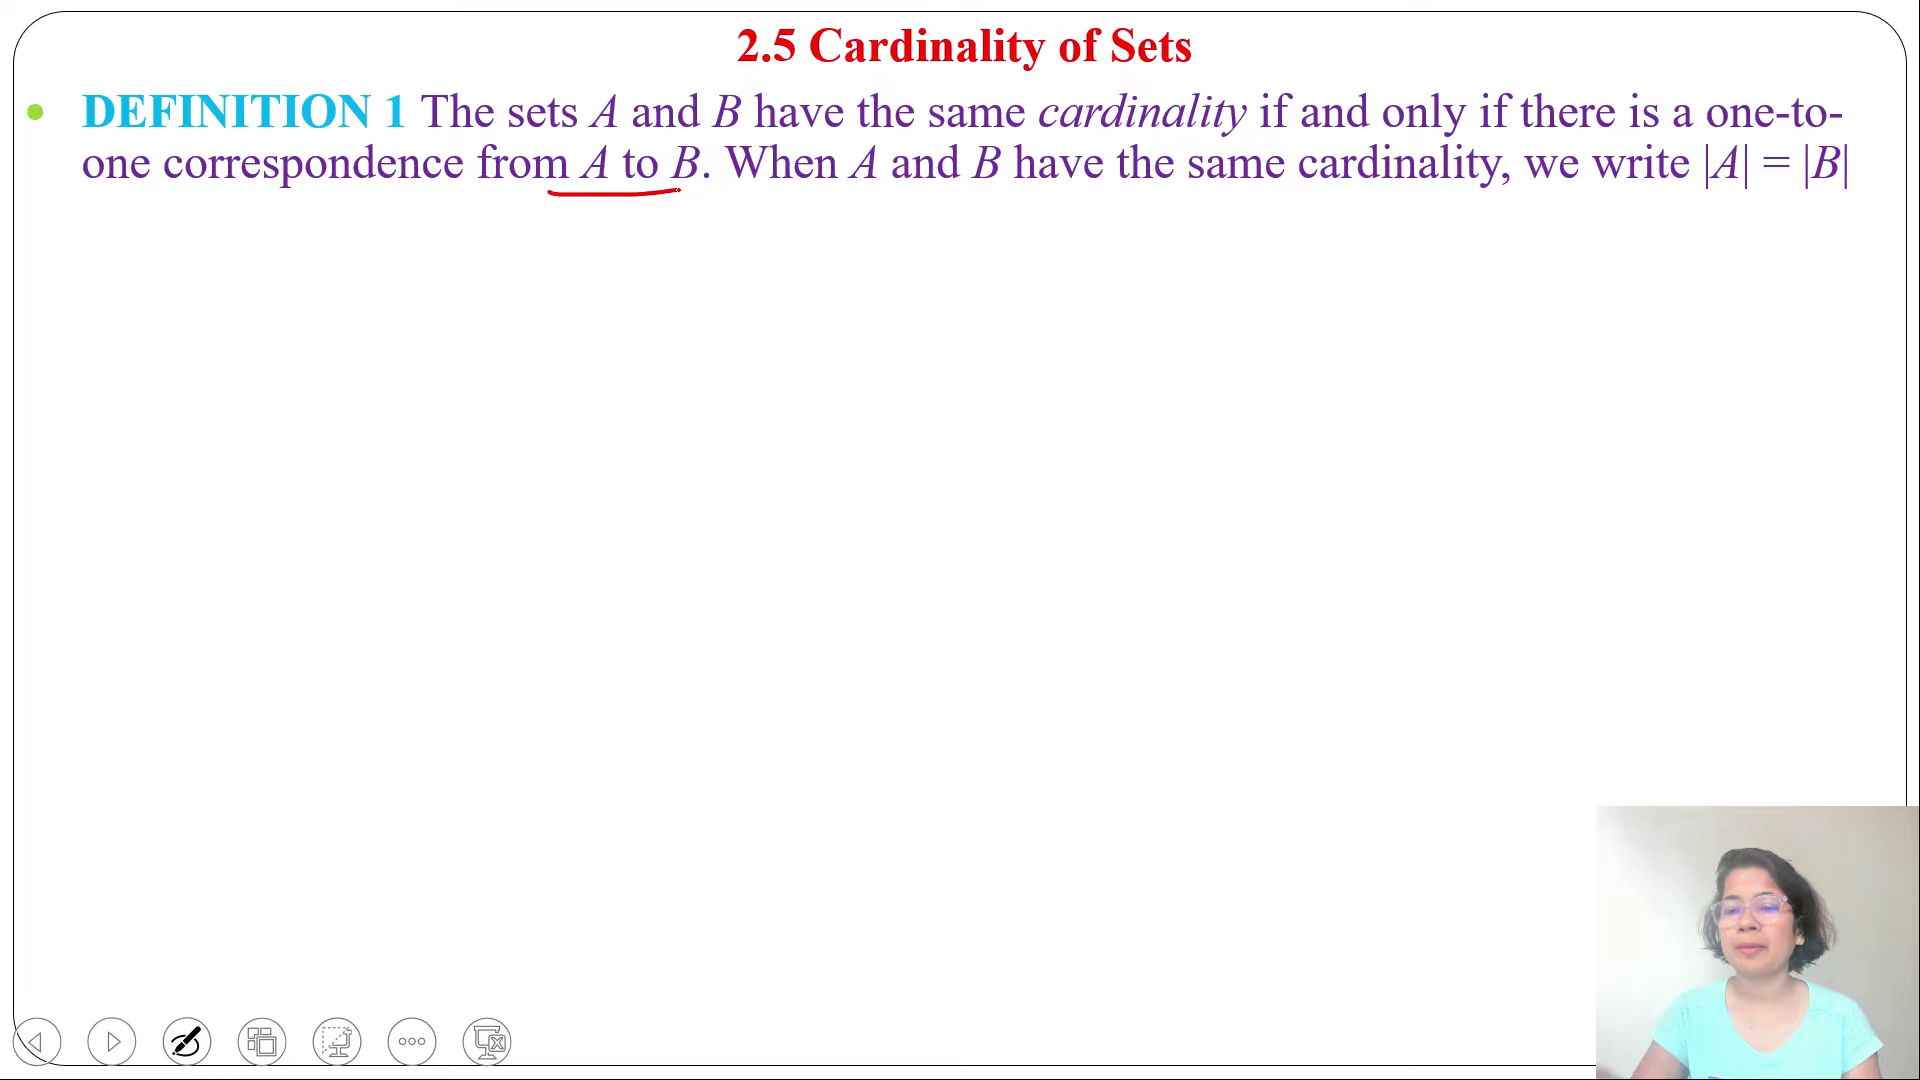 2.5 Cardinality of Sets
• DEFINITION 1 The sets A and B have the same cardinality if and only if there is a one-to-
one correspondence from A to B. When A and B have the same cardinality, we write |A| = |B|